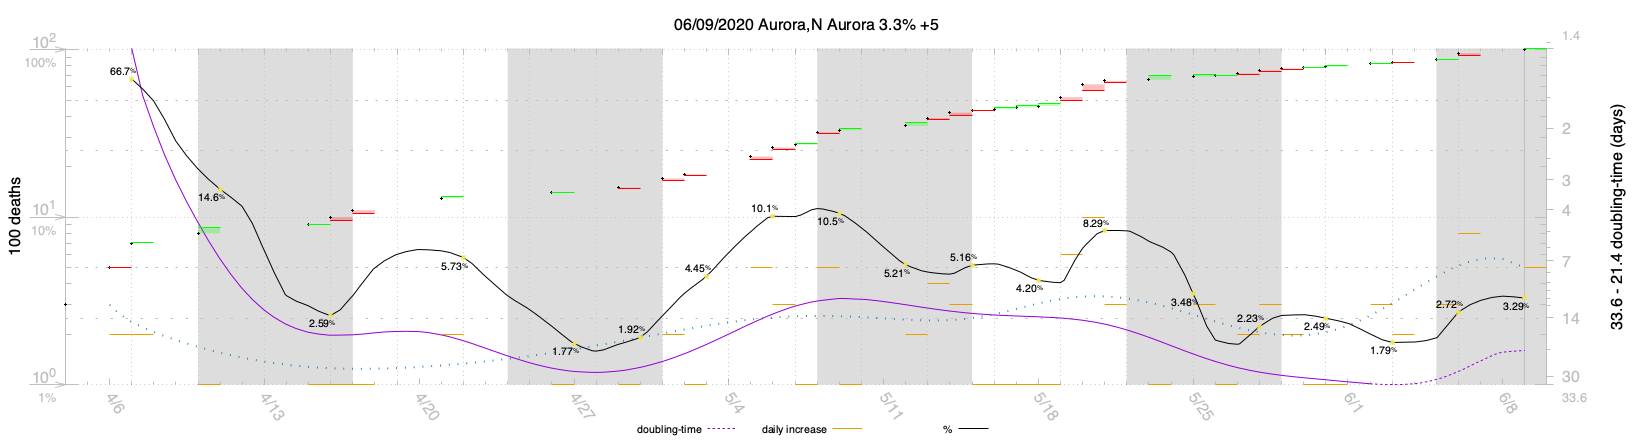 06/09/2020 Aurora,N Aurora 3.3% +5
10² 1.4
100%
66.7%
2
14.6%
3
10¹ 10.1% 10.5% 8.29% 4
10%
5.73% 4.45% 5.21% 5.16% 4.20% 7
3.48% 2.72% 3.29%
2.59% 1.92% 2.23% 2.49% 14
1.77% 1.79%
10⁰ 30
1% 33.6
100 deaths
33.6 - 21.4 doubling-time (days)
4/6 4/13 4/20 4/27 5/4 5/11 5/18 5/25 6/1 6/8
doubling-time daily increase %